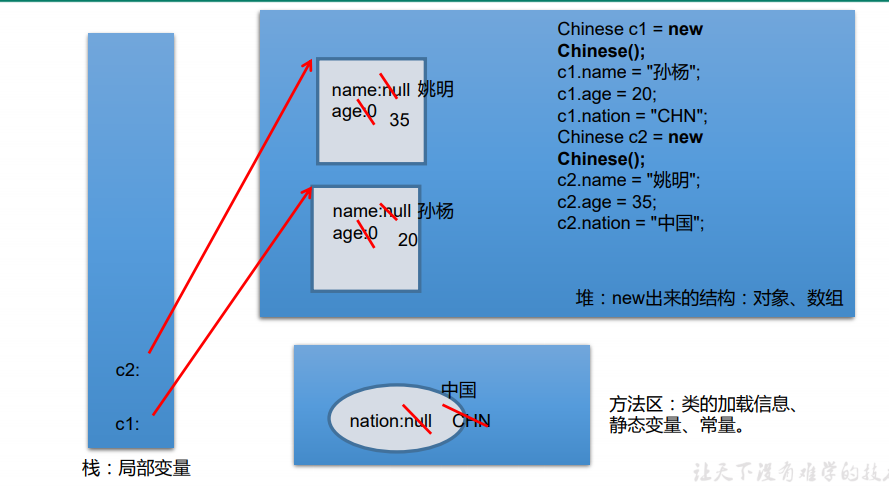 Chinese c1 = new
Chinese();
c1.name = "孙杨";
c1.age = 20;
c1.nation = "CHN";
Chinese c2 = new
Chinese();
c2.name = "姚明";
c2.age = 35;
c2.nation = "中国";
name:null 姚明
age:0
35
name:null 孙杨
age:0
20
堆：new出来的结构：对象、数组
c2:
c1:
栈：局部变量
中国
nation:null CHN
方法区：类的加载信息、
静态变量、常量。
让天下没有难学的技